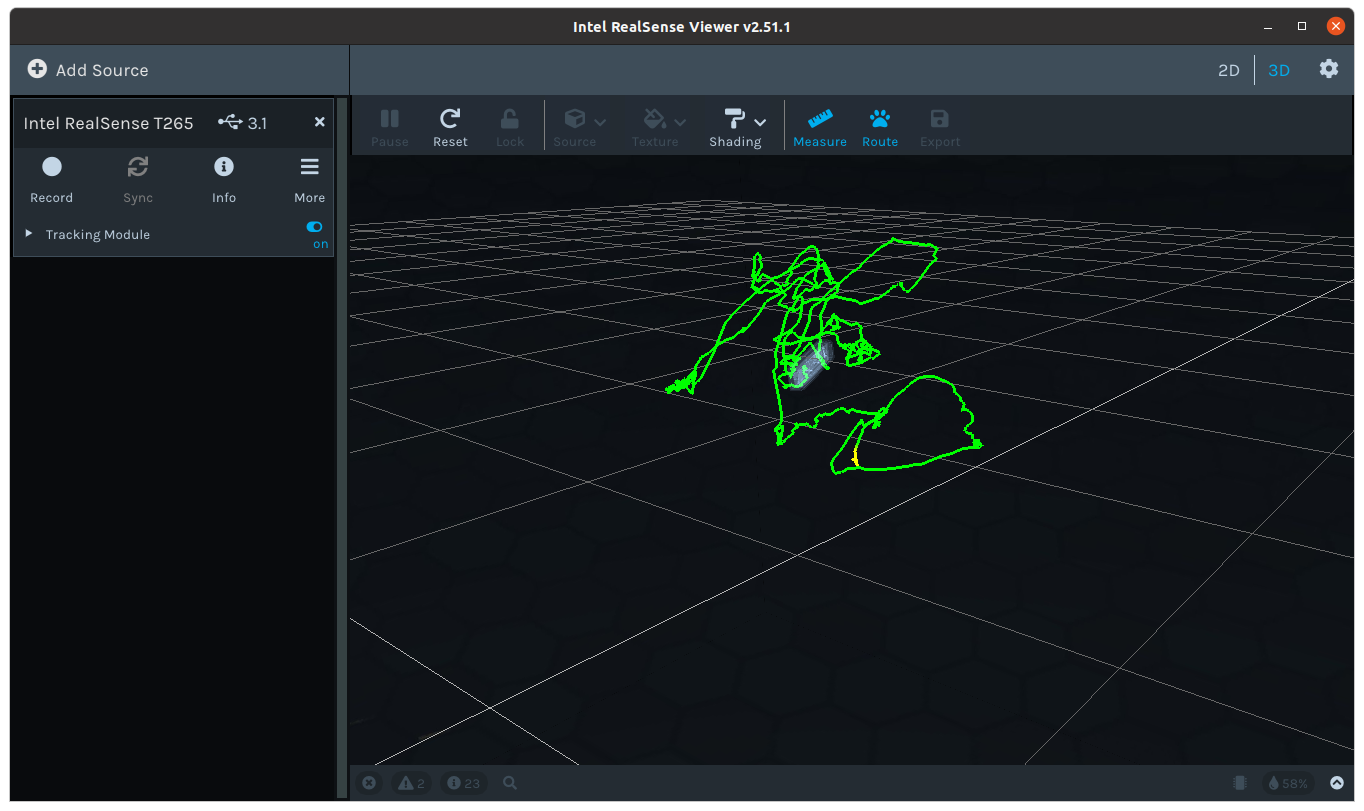 Intel RealSense Viewer v2.51.1
Add Source
2D
3D
Intel RealSense T265
3.1
Pause
Reset
Lock
Source
Texture
Shading
Measure
Route
Export
Record
Sync
Info
More
Tracking Module
on
2
23
58%